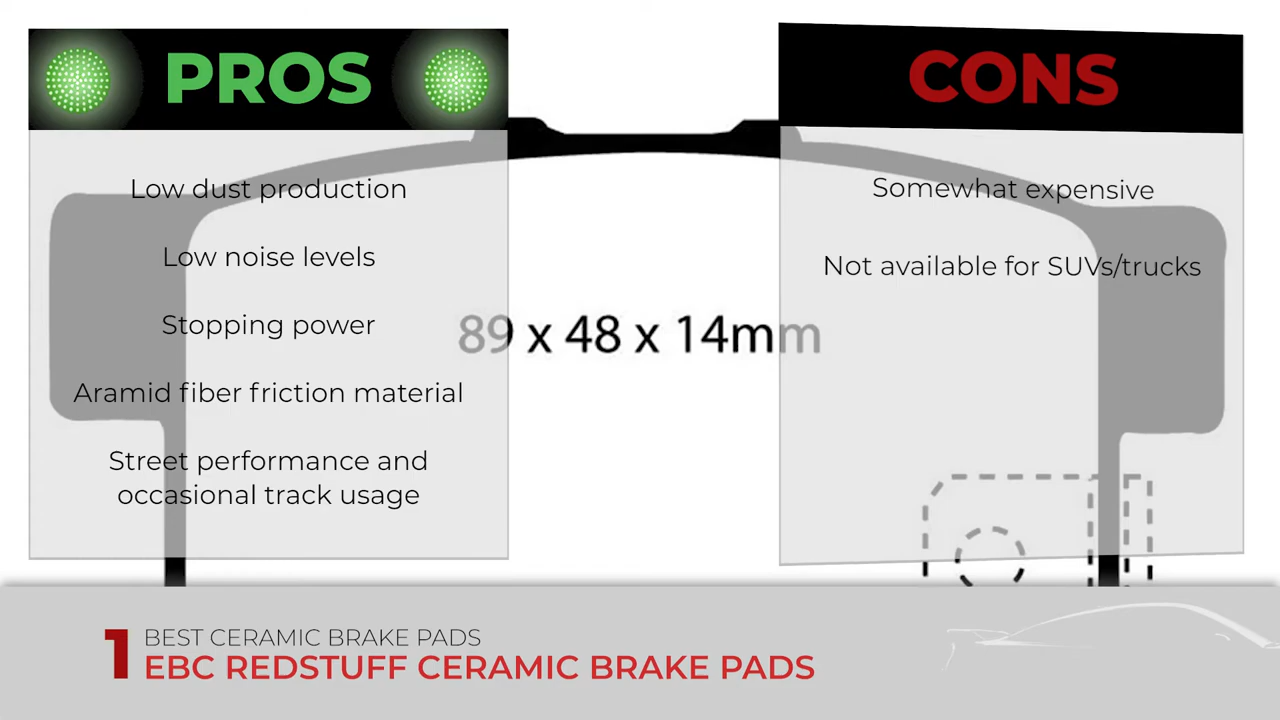 PROS
Low dust production
Low noise levels
Stopping power
Aramid fiber friction material
Street performance and
occasional track usage
CONS
Somewhat expensive
Not available for SUVs/trucks
89 x 48 x 14mm
1
BEST CERAMIC BRAKE PADS
EBC REDSTUFF CERAMIC BRAKE PADS